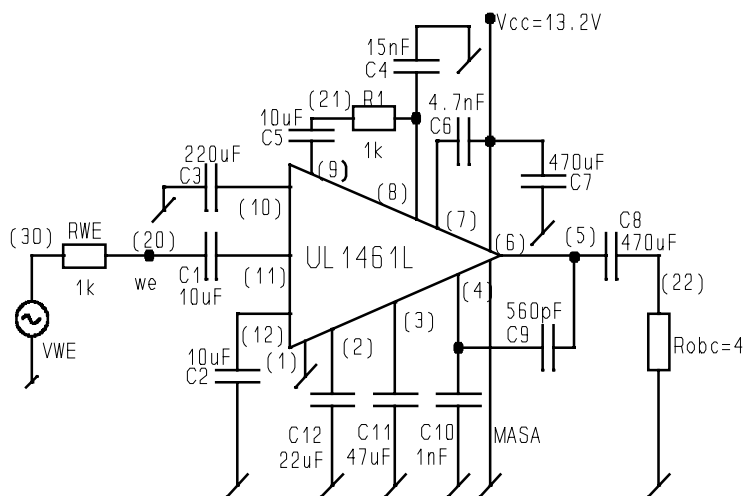 Vcc=13.2V
15nF
C4
(21)
R1
10uF
C5
1k
4.7nF
C6
220uF
C3
(9)
(8)
470uF
C7
(10)
(7)
(30)
RWE
(20)
(6)
(5)
C8
470uF
1k
we
C1
10uF
(11)
UL1461L
(4)
(22)
VWE
(12)
(3)
560pF
C9
10uF
C2
(1)
(2)
Robc=4
C12
22uF
C11
47uF
C10
1nF
MASA